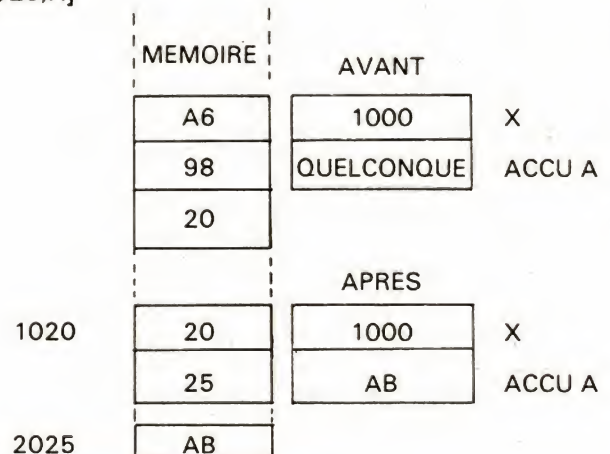 MEMOIRE AVANT
A6 1000 X
98 QUELCONQUE ACCU A
20
APRES
1020 20 1000 X
25 AB ACCU A
2025 AB